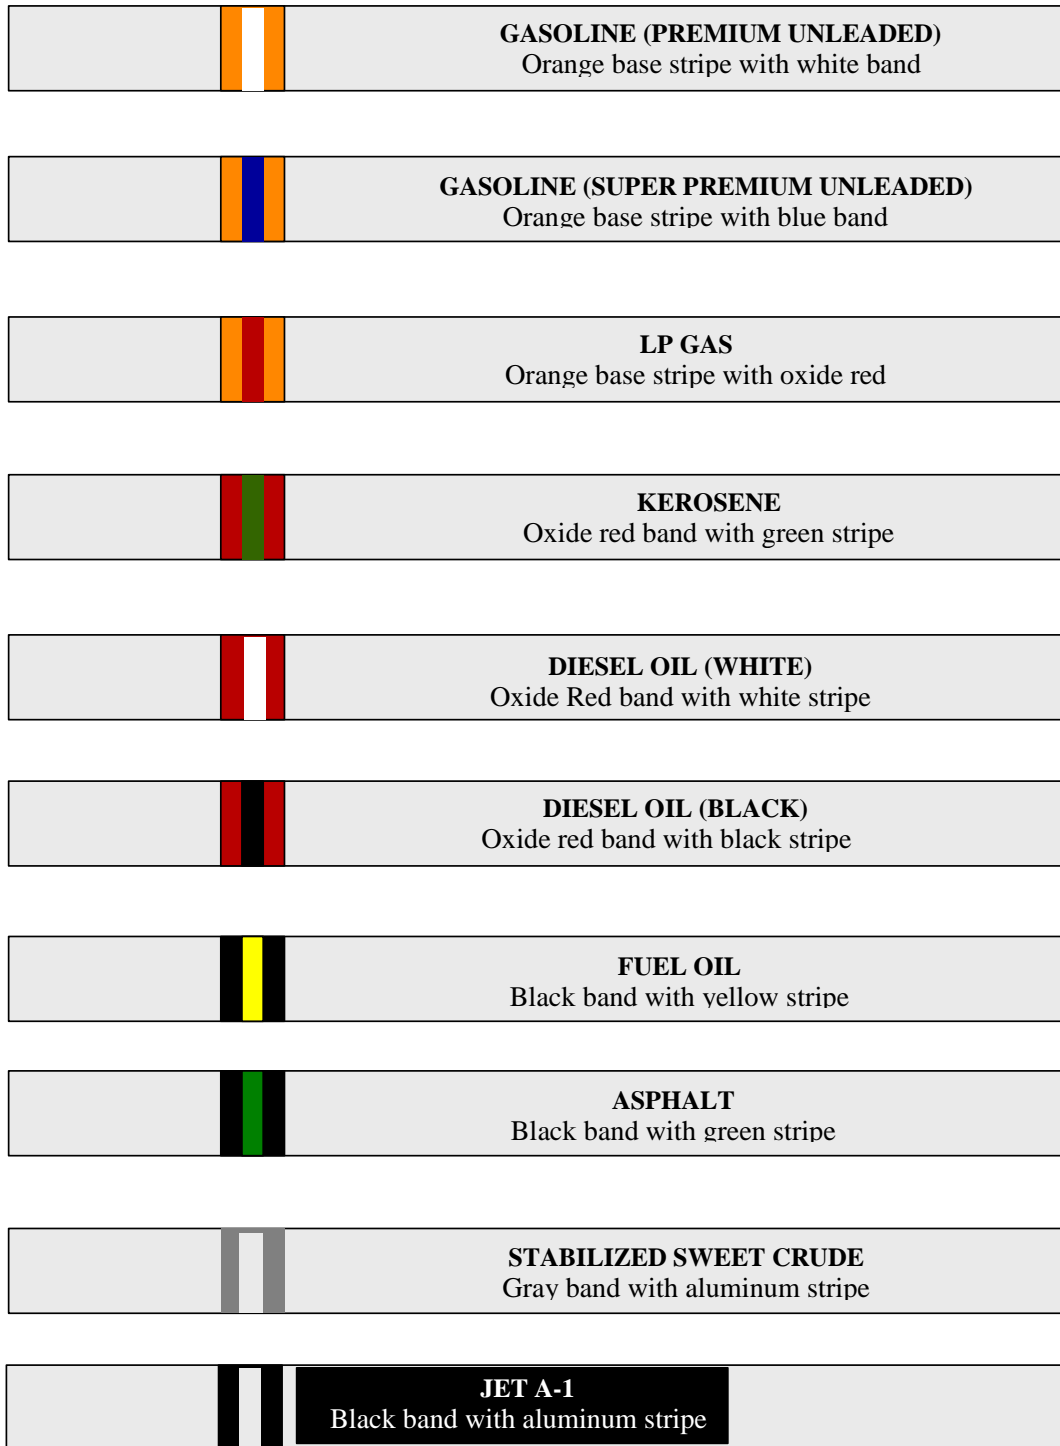 GASOLINE (PREMIUM UNLEADED)
Orange base stripe with white band
GASOLINE (SUPER PREMIUM UNLEADED)
Orange base stripe with blue band
LP GAS
Orange base stripe with oxide red
KEROSENE
Oxide red band with green stripe
DIESEL OIL (WHITE)
Oxide Red band with white stripe
DIESEL OIL (BLACK)
Oxide red band with black stripe
FUEL OIL
Black band with yellow stripe
ASPHALT
Black band with green stripe
STABILIZED SWEET CRUDE
Gray band with aluminum stripe
JET A-1
Black band with aluminum stripe